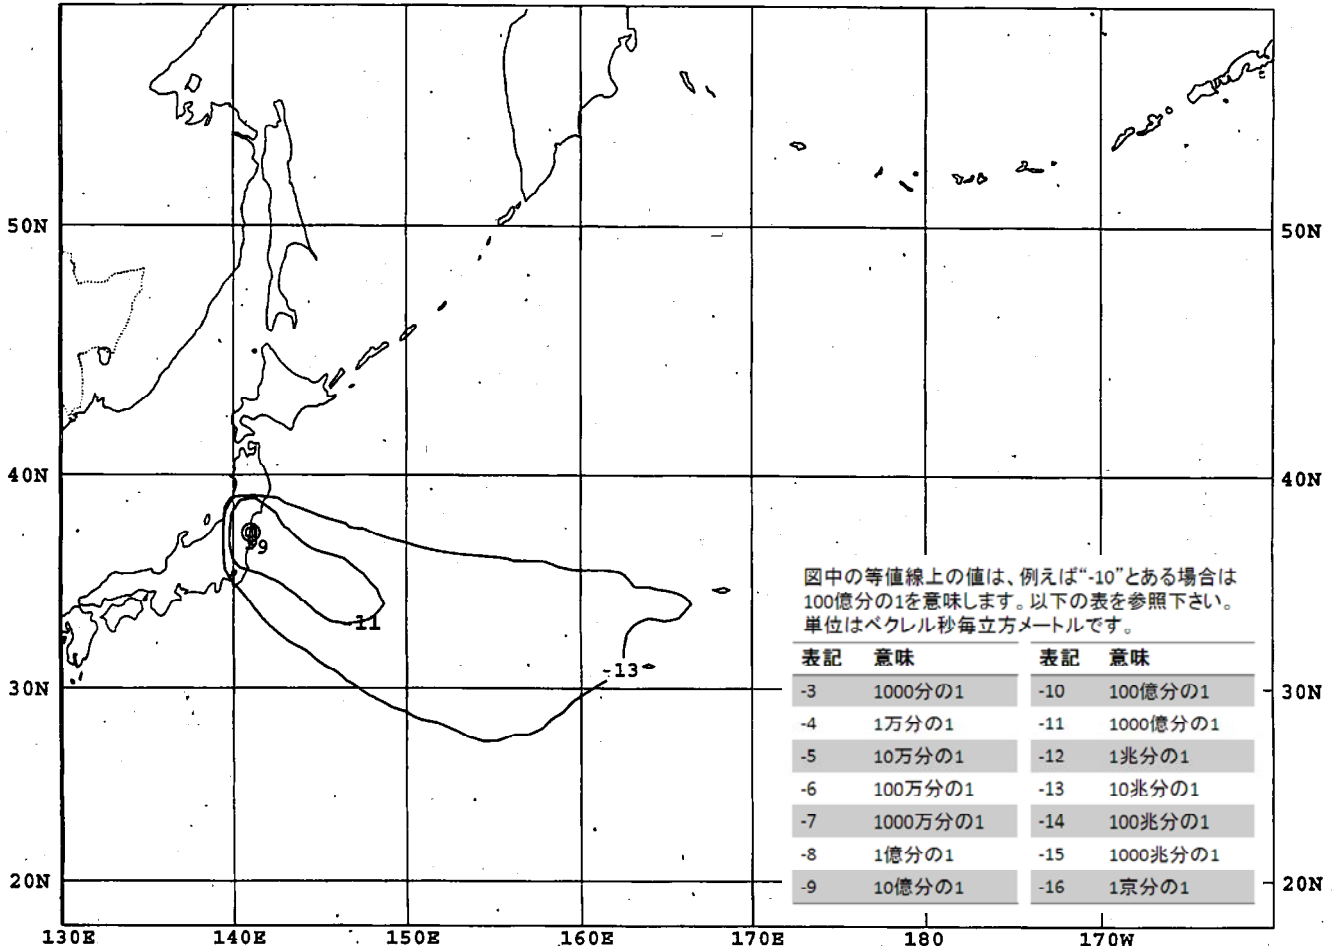 50N
50N
40N
40N
9
11
-13
図中の等値線上の値は、例えば“-10”とある場合は
100億分の1を意味します。以下の表を参照下さい。
単位はベクレル秒毎立方メートルです。
表記 意味 表記 意味
-3 1000分の1 -10 100億分の1
-4 1万分の1 -11 1000億分の1
-5 10万分の1 -12 1兆分の1
-6 100万分の1 -13 10兆分の1
-7 1000万分の1 -14 100兆分の1
-8 1億分の1 -15 1000兆分の1
-9 10億分の1 -16 1京分の1
30N
30N
20N
20N
130E 140E 150E 160E 170E 180 170W